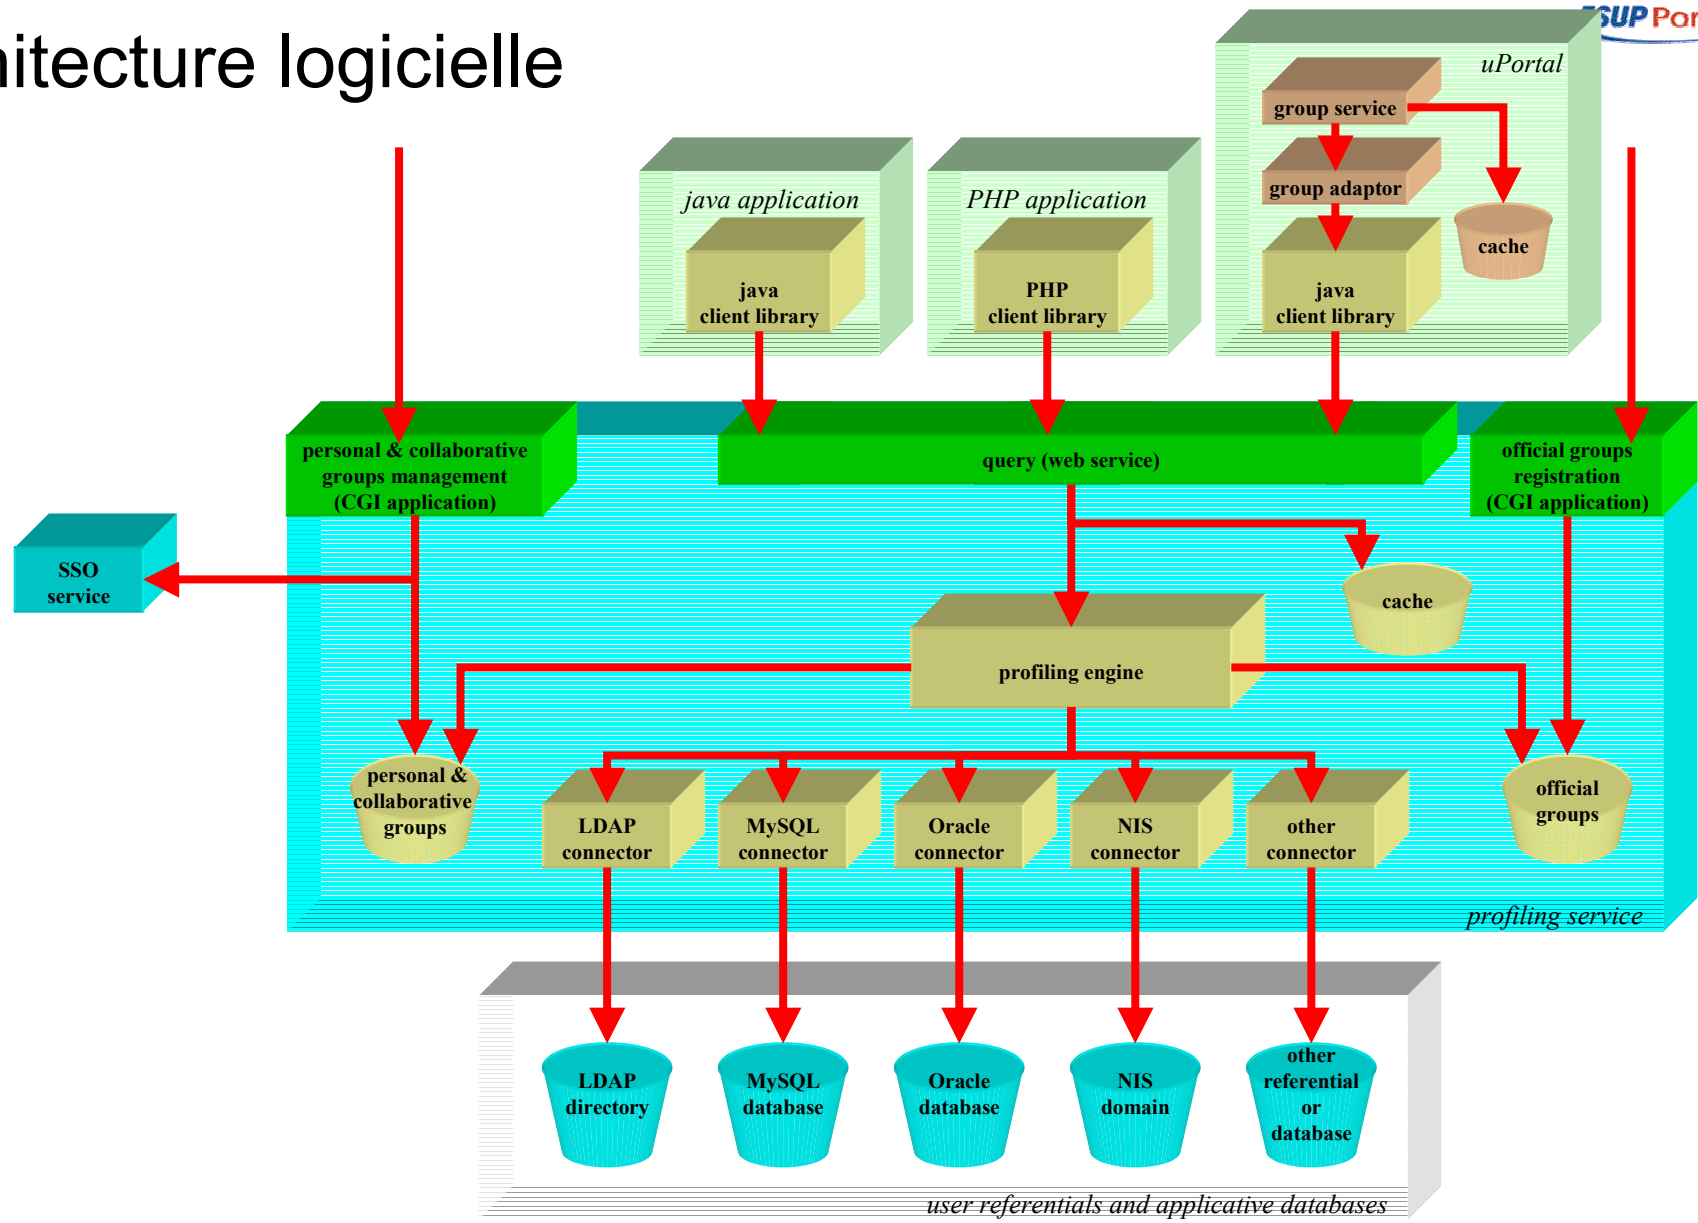 hitecture logicielle
ESUP Por
uPortal
group service
group adaptor
cache
java
client library
java application
java
client library
PHP application
PHP
client library
personal & collaborative
groups management
(CGI application)
query (web service)
official groups
registration
(CGI application)
SSO
service
cache
profiling engine
personal &
collaborative
groups
LDAP
connector
MySQL
connector
Oracle
connector
NIS
connector
other
connector
official
groups
profiling service
LDAP
directory
MySQL
database
Oracle
database
NIS
domain
other
referential
or
database
user referentials and applicative databases